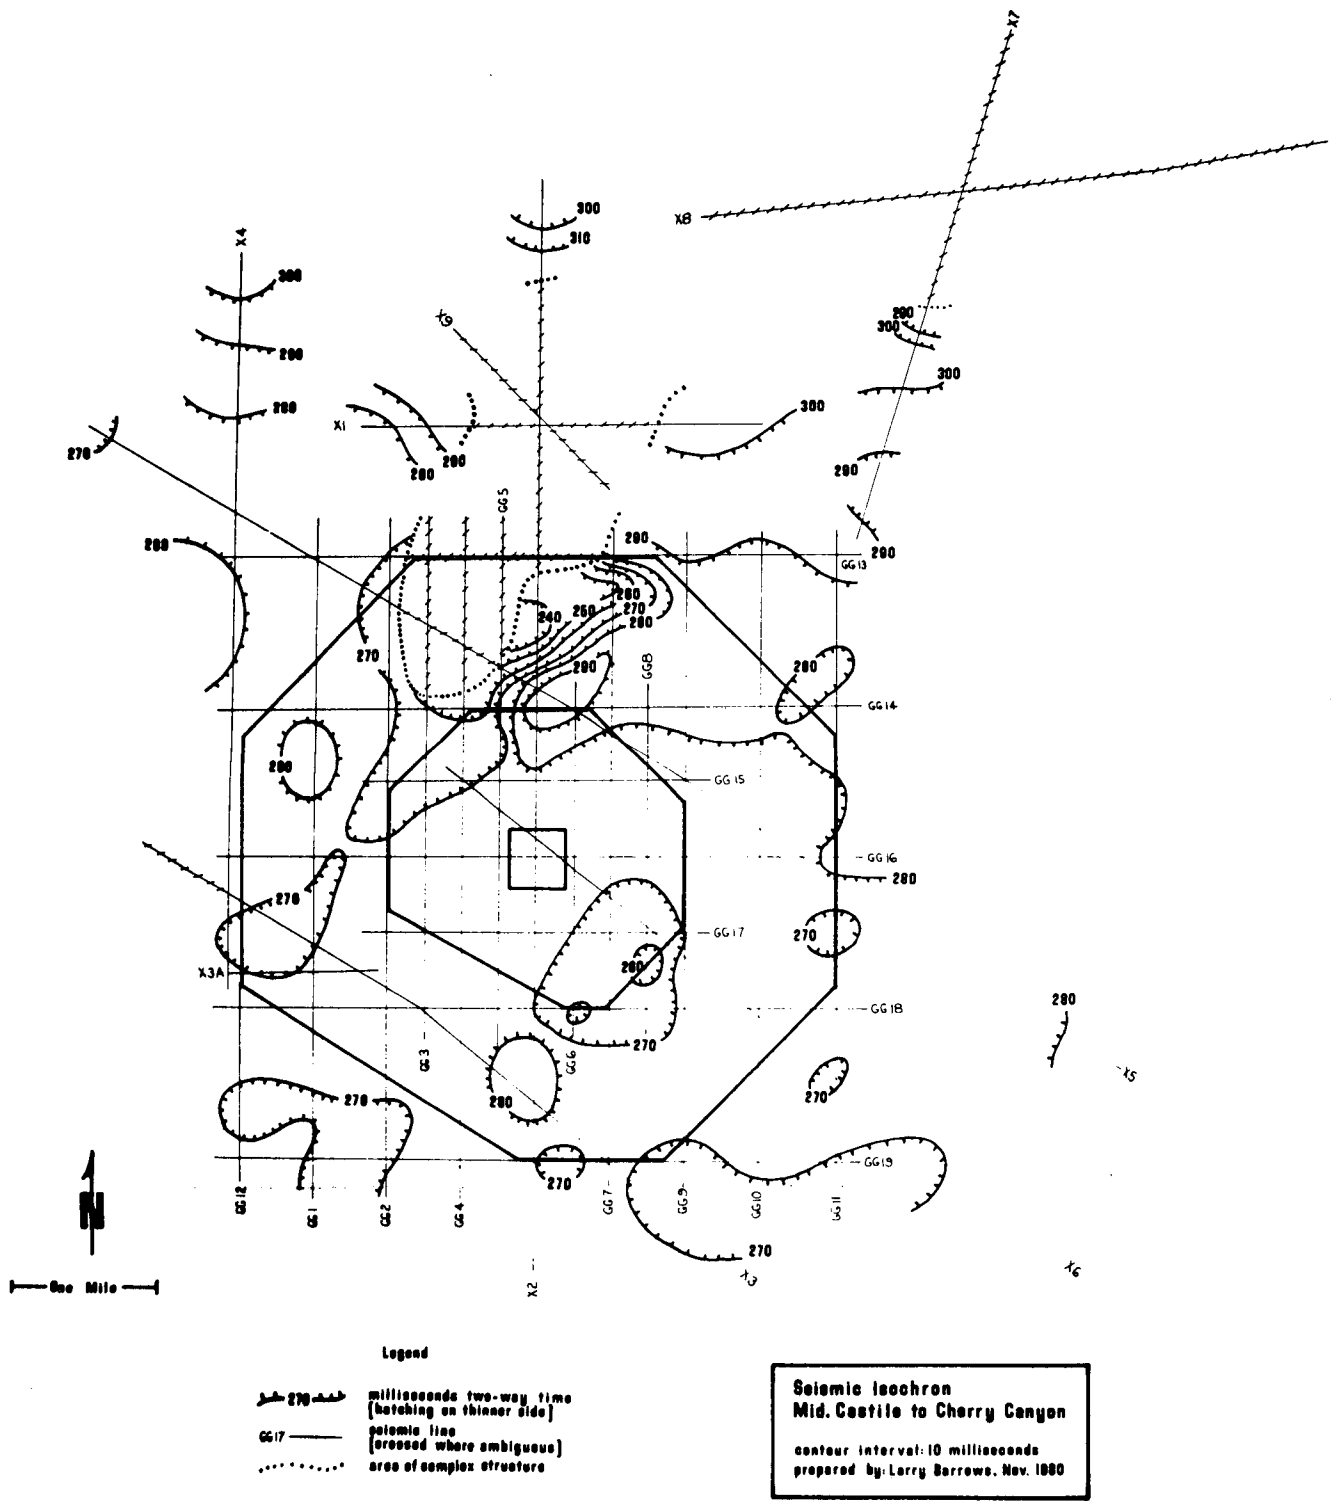 X7
X8
300
310
X4
300
290
280
X9
290
300
300
300
X1
280
290
270
290
GG5
290
290
280
GG13
260
250
270
240
280
270
290
GG8
280
GG14
280
GG15
GG16
280
270
GG17
270
280
X3A
GG18
280
270
GG3
GG6
X5
280
270
270
GG19
270
GG12
GG1
GG2
GG4
GG7
GG9
GG10
GG11
270
N
One Mile
X2
X3
X6
Legend
270
milliseconds two-way time
[hatching on thinner side]
GG17
seismic line
[crossed where ambiguous]
area of complex structure
Seismic Isochron
Mid. Castile to Cherry Canyon
contour interval: 10 milliseconds
prepared by: Larry Barrows, Nov. 1980